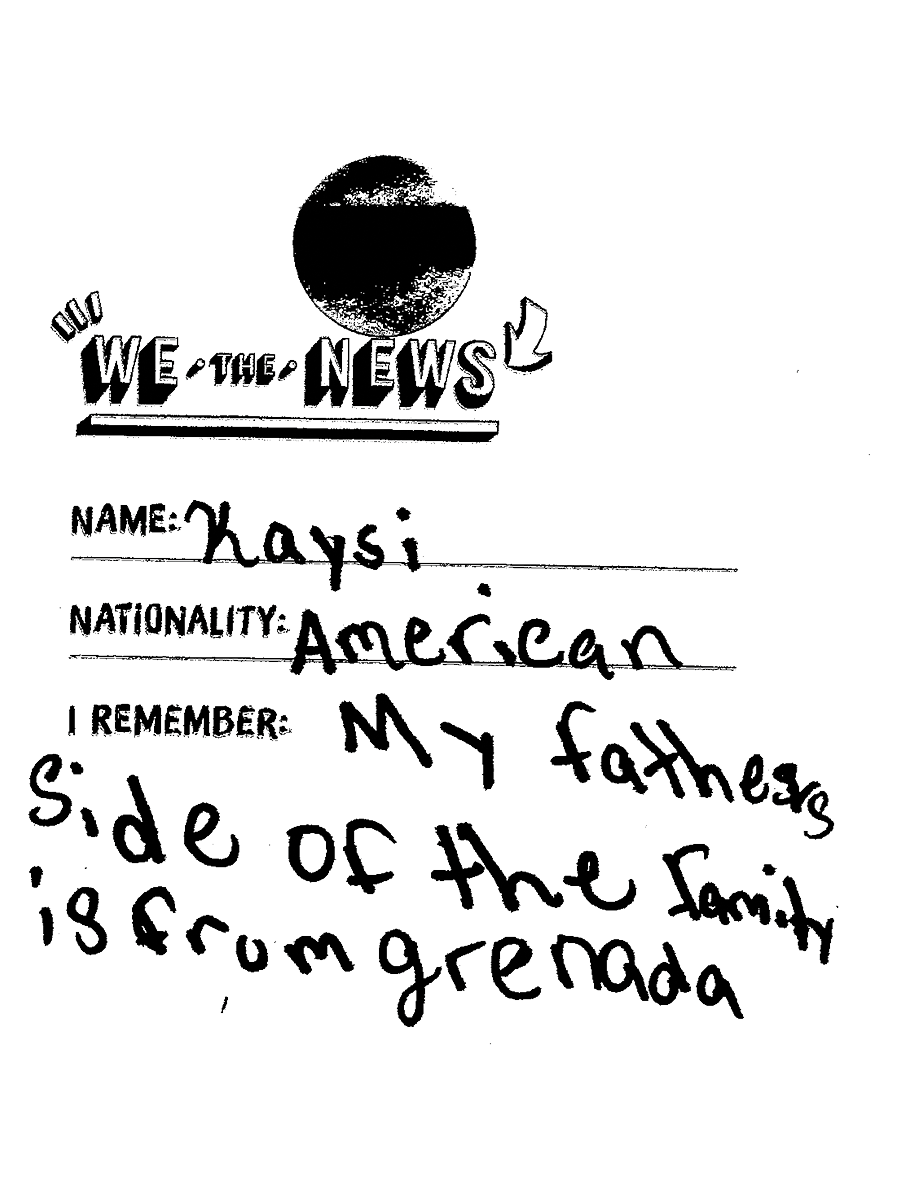 WE THE NEWS
NAME: Kaysi
NATIONALITY: American
I REMEMBER: My fathers
side of the family
is from grenada